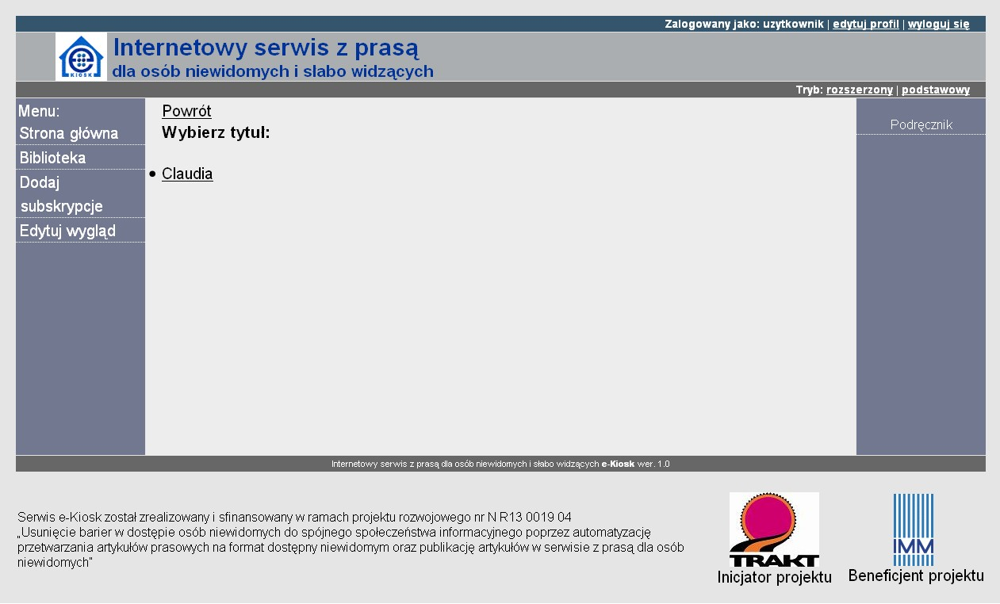 Zalogowany jako: uzytkownik | edytuj profil | wyloguj się
KIOSK
Internetowy serwis z prasą
dla osób niewidomych i slabo widzących
Tryb: rozszerzony | podstawowy
Menu:
Strona główna
Biblioteka
Dodaj
subskrypcje
Edytuj wygląd
Powrót
Wybierz tytul:
• Claudia
Podręcznik
Internetowy serwis z prasą dla osób niewidomych i słabo widzących e-Kiosk wer. 1.0
Serwis e-Kiosk został zrealizowany i sfinansowany w ramach projektu rozwojowego nr N R13 0019 04
„Usunięcie barier w dostępie osób niewidomych do spójnego społeczeństwa informacyjnego poprzez automatyzację
przetwarzania artykułów prasowych na format dostępny niewidomym oraz publikację artykułów w serwisie z prasą dla osób
niewidomych”
TRAKT
Inicjator projektu
IMM
Beneficjent projektu